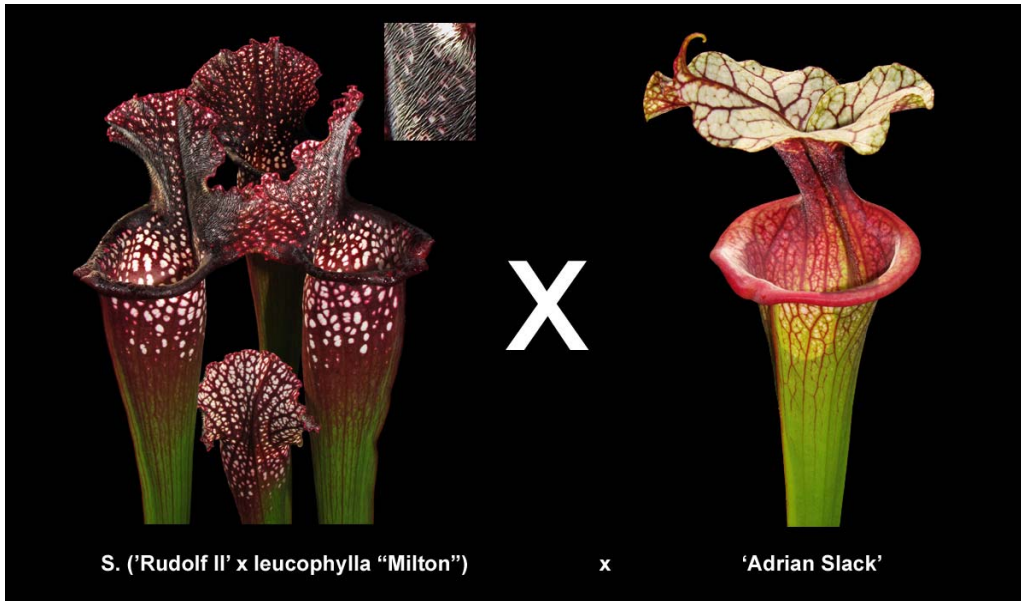 X
S. ('Rudolf II' x leucophylla “Milton”) x ‘Adrian Slack’